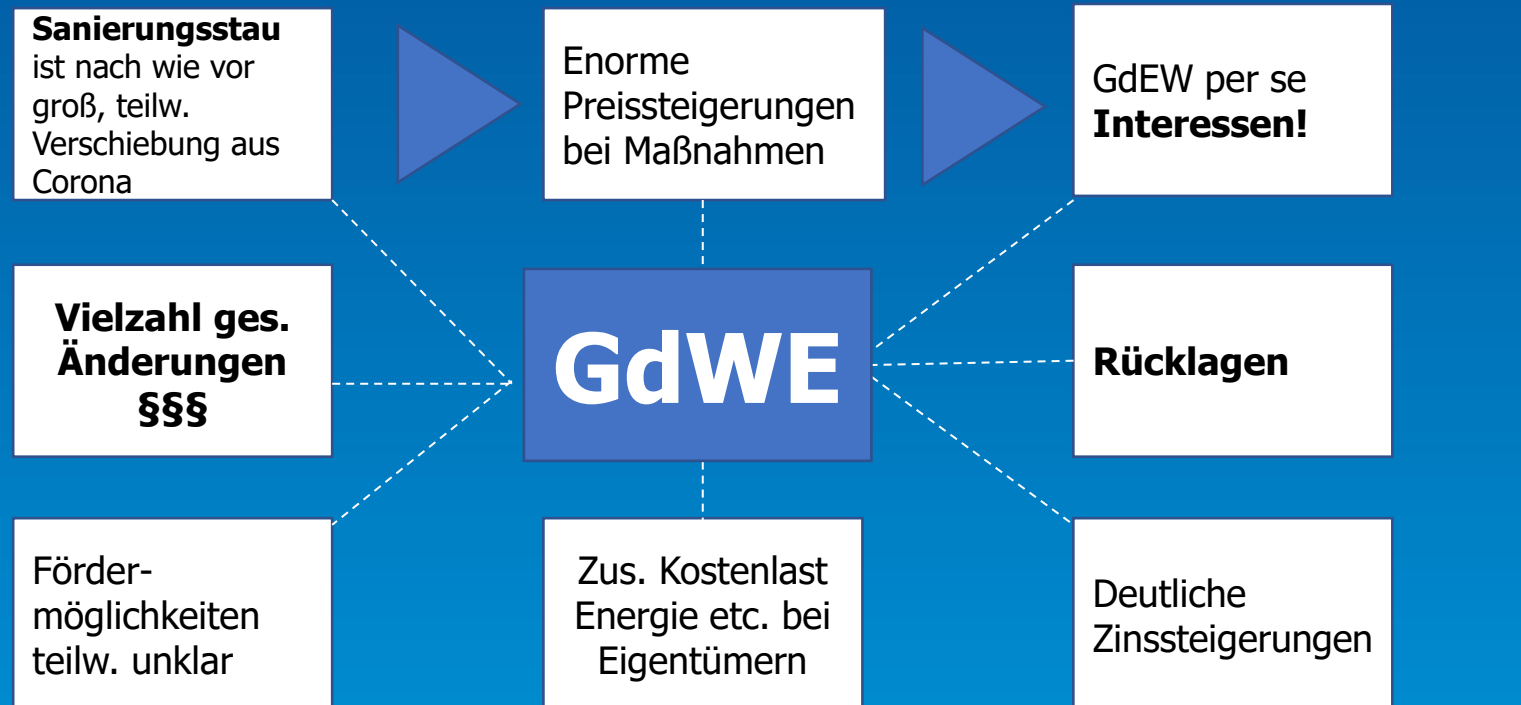 Sanierungsstau
ist nach wie vor
groß, teilw.
Verschiebung aus
Corona
Enorme
Preissteigerungen
bei Maßnahmen
GdEW per se
Interessen!
Vielzahl ges.
Änderungen
§§§
GdWE
Rücklagen
Förder-
möglichkeiten
teilw. unklar
Zus. Kostenlast
Energie etc. bei
Eigentümern
Deutliche
Zinssteigerungen